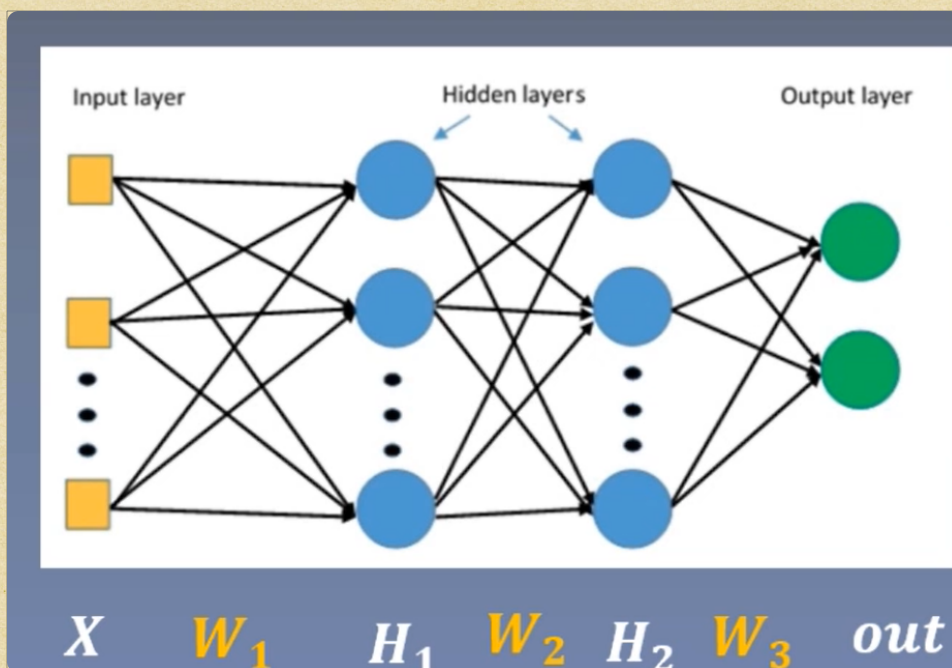 Input layer Hidden layers Output layer
X W₁ H₁ W₂ H₂ W₃ out